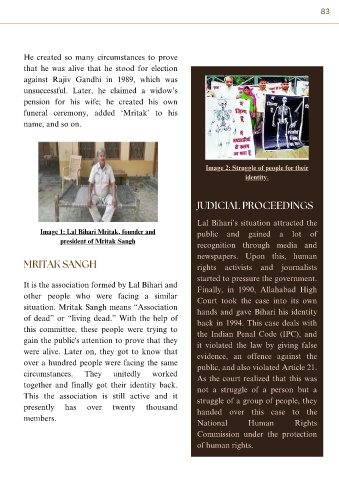 83
He created so many circumstances to prove
that he was alive that he stood for election
against Rajiv Gandhi in 1989, which was
unsuccessful. Later, he claimed a widow's
pension for his wife; he created his own
funeral ceremony, added ‘Mritak’ to his
name, and so on.
Image 1: Lal Bihari Mritak, founder and
president of Mritak Sangh
MRITAK SANGH
It is the association formed by Lal Bihari and
other people who were facing a similar
situation. Mritak Sangh means “Association
of dead” or “living dead.” With the help of
this committee, these people were trying to
gain the public's attention to prove that they
were alive. Later on, they got to know that
over a hundred people were facing the same
circumstances. They unitedly worked
together and finally got their identity back.
This the association is still active and it
presently has over twenty thousand
members.
Image 2: Struggle of people for their
identity.
JUDICIAL PROCEEDINGS
Lal Bihari's situation attracted the
public and gained a lot of
recognition through media and
newspapers. Upon this, human
rights activists and journalists
started to pressure the government.
Finally, in 1990, Allahabad High
Court took the case into its own
hands and gave Bihari his identity
back in 1994. This case deals with
the Indian Penal Code (IPC), and
it violated the law by giving false
evidence, an offence against the
public, and also violated Article 21.
As the court realized that this was
not a struggle of a person but a
struggle of a group of people, they
handed over this case to the
National Human Rights
Commission under the protection
of human rights.